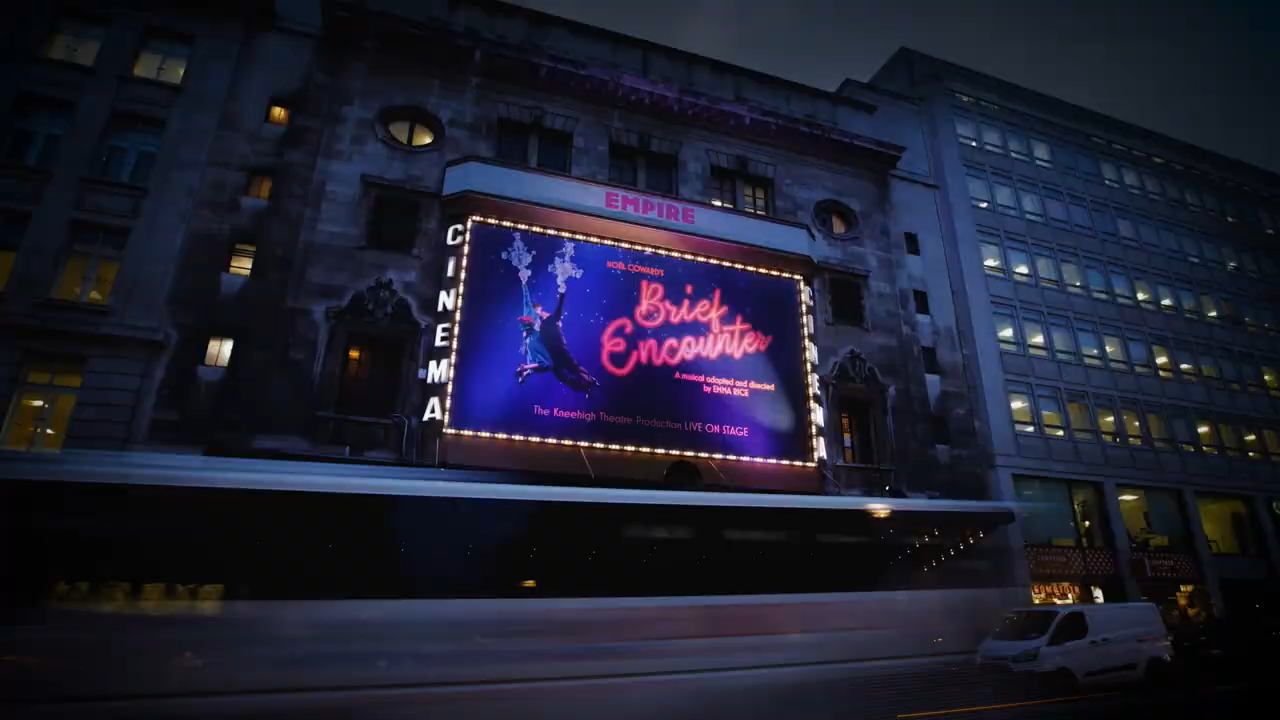 EMPIRE
CINEMA
NOËL COWARD'S
Brief
Encounter
A musical adapted and directed
by EMMA RICE
The Kneehigh Theatre Production LIVE ON STAGE
CINEMA